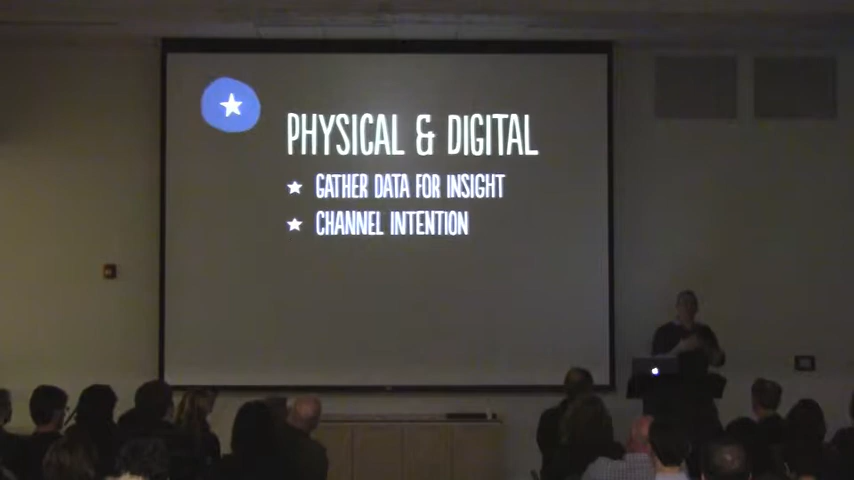 PHYSICAL & DIGITAL
GATHER DATA FOR INSIGHT
CHANNEL INTENTION